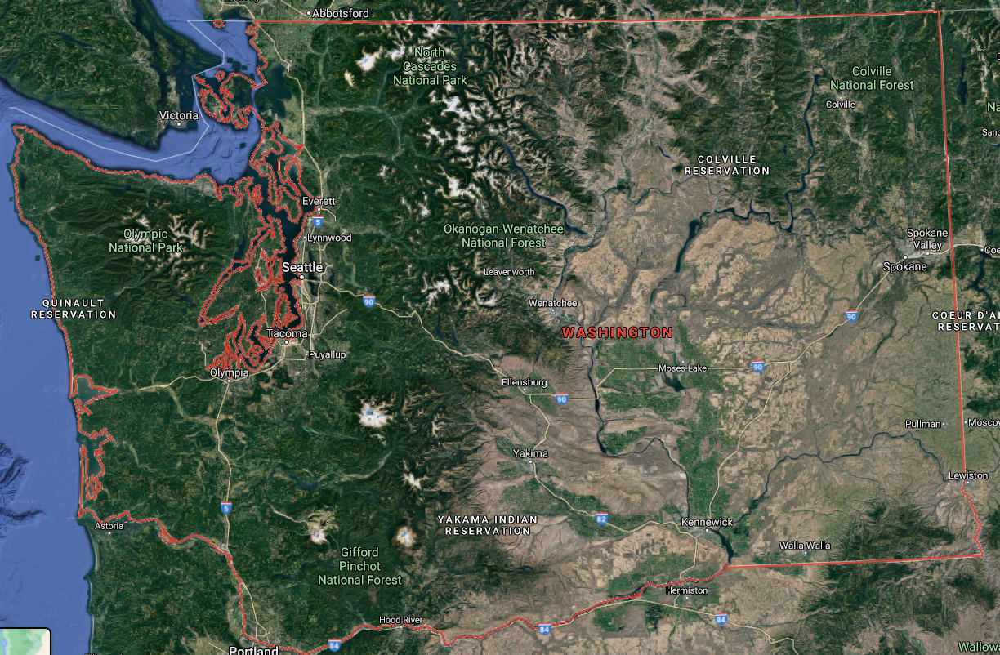 Abbotsford
North
Cascades
National Park
Colville
National Forest
Colville
Victoria
COLVILLE
RESERVATION
Everett
5
Lynnwood
Olympic
National Park
Okanogan-Wenatchee
National Forest
Spokane
Valley
Spokane
Seattle
Leavenworth
90
Wenatchee
QUINAULT
RESERVATION
90
WASHINGTON
Tacoma
Puyallup
Olympia
Moses Lake
90
Ellensburg
90
Pullman
Yakima
Lewiston
5
82
YAKAMA INDIAN
RESERVATION
Kennewick
Astoria
Walla Walla
Gifford
Pinchot
National Forest
Hermiston
Hood River
84
84
84
Portland